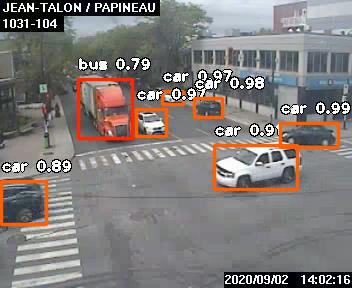 JEAN-TALON / PAPINEAU
1031-104
bus 0.79
car 0.97
car 0.98
car 0.97
car 0.99
car 0.91
car 0.89
2020/09/02 14:02:16